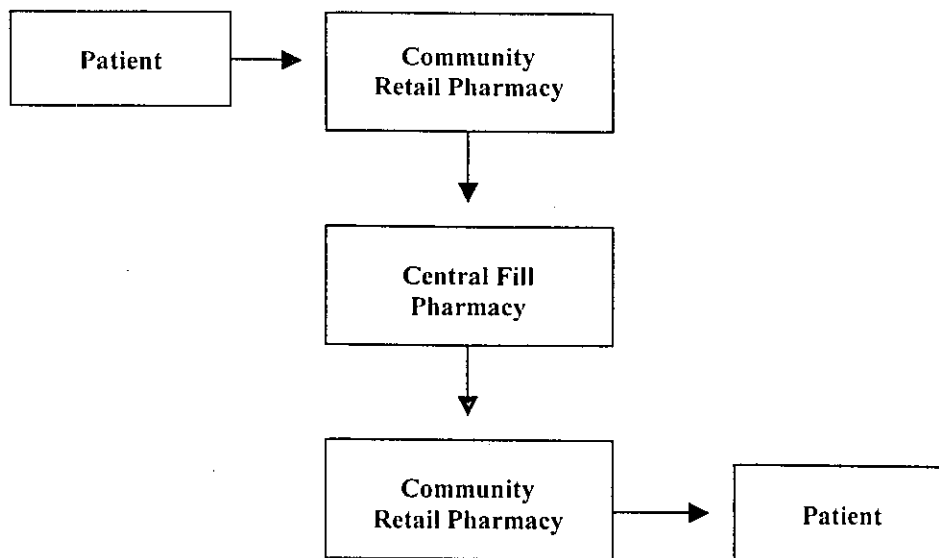 Patient
Community
Retail Pharmacy
Central Fill
Pharmacy
Community
Retail Pharmacy
Patient